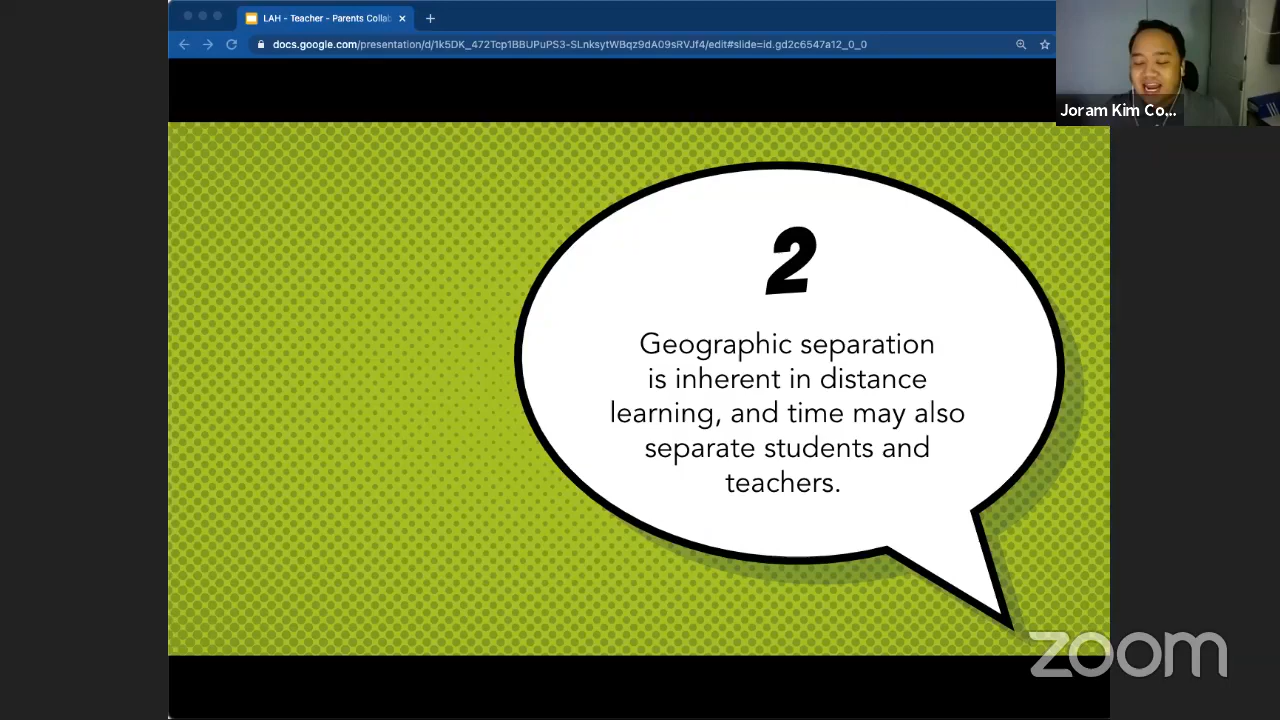 LAH - Teacher - Parents Collab
docs.google.com/presentation/d/1k5DK_472Tcp1BBUPuPS3-SLnksytWBqz9dA09sRVJf4/edit#slide=id.gd2c6547a12_0_0
Joram Kim Co...
2
Geographic separation
is inherent in distance
learning, and time may also
separate students and
teachers.
zoom